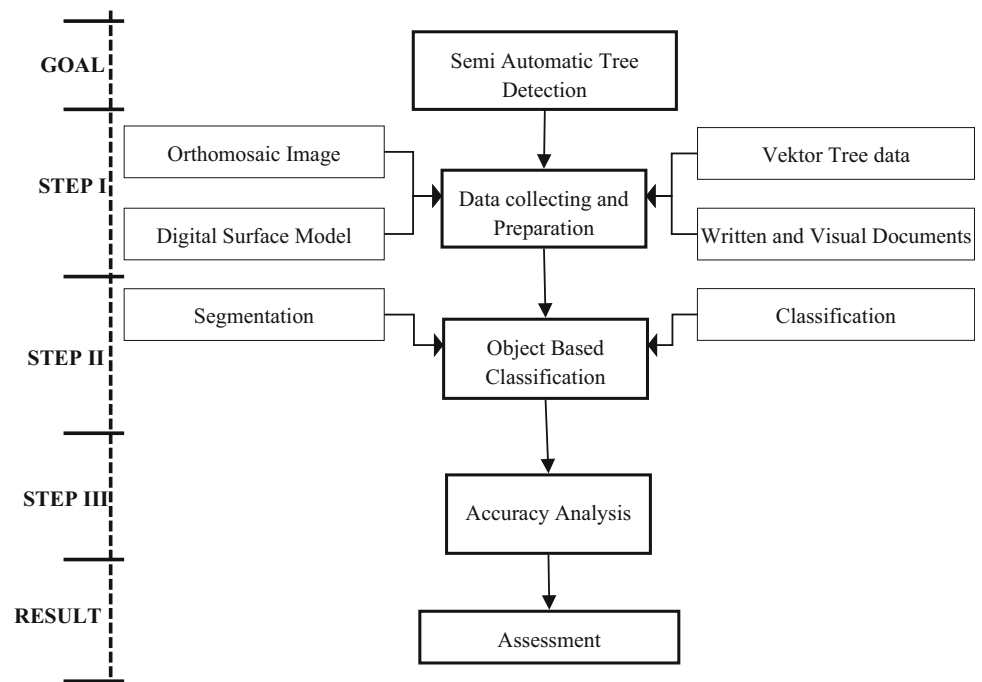 GOAL
Semi Automatic Tree
Detection
STEP I
Orthomosaic Image
Vektor Tree data
Data collecting and
Preparation
Digital Surface Model
Written and Visual Documents
STEP II
Segmentation
Classification
Object Based
Classification
STEP III
Accuracy Analysis
RESULT
Assessment